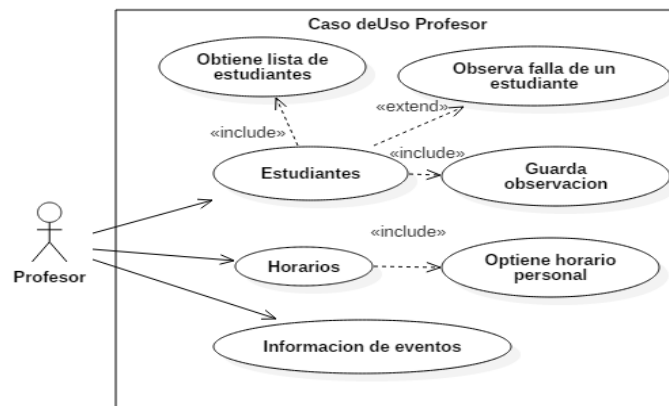 Caso deUso Profesor
Obtiene lista de
estudiantes
Observa falla de un
estudiante
«extend»
«include»
«include»
Estudiantes
Guarda
observacion
«include»
Profesor
Horarios
Optiene horario
personal
Informacion de eventos